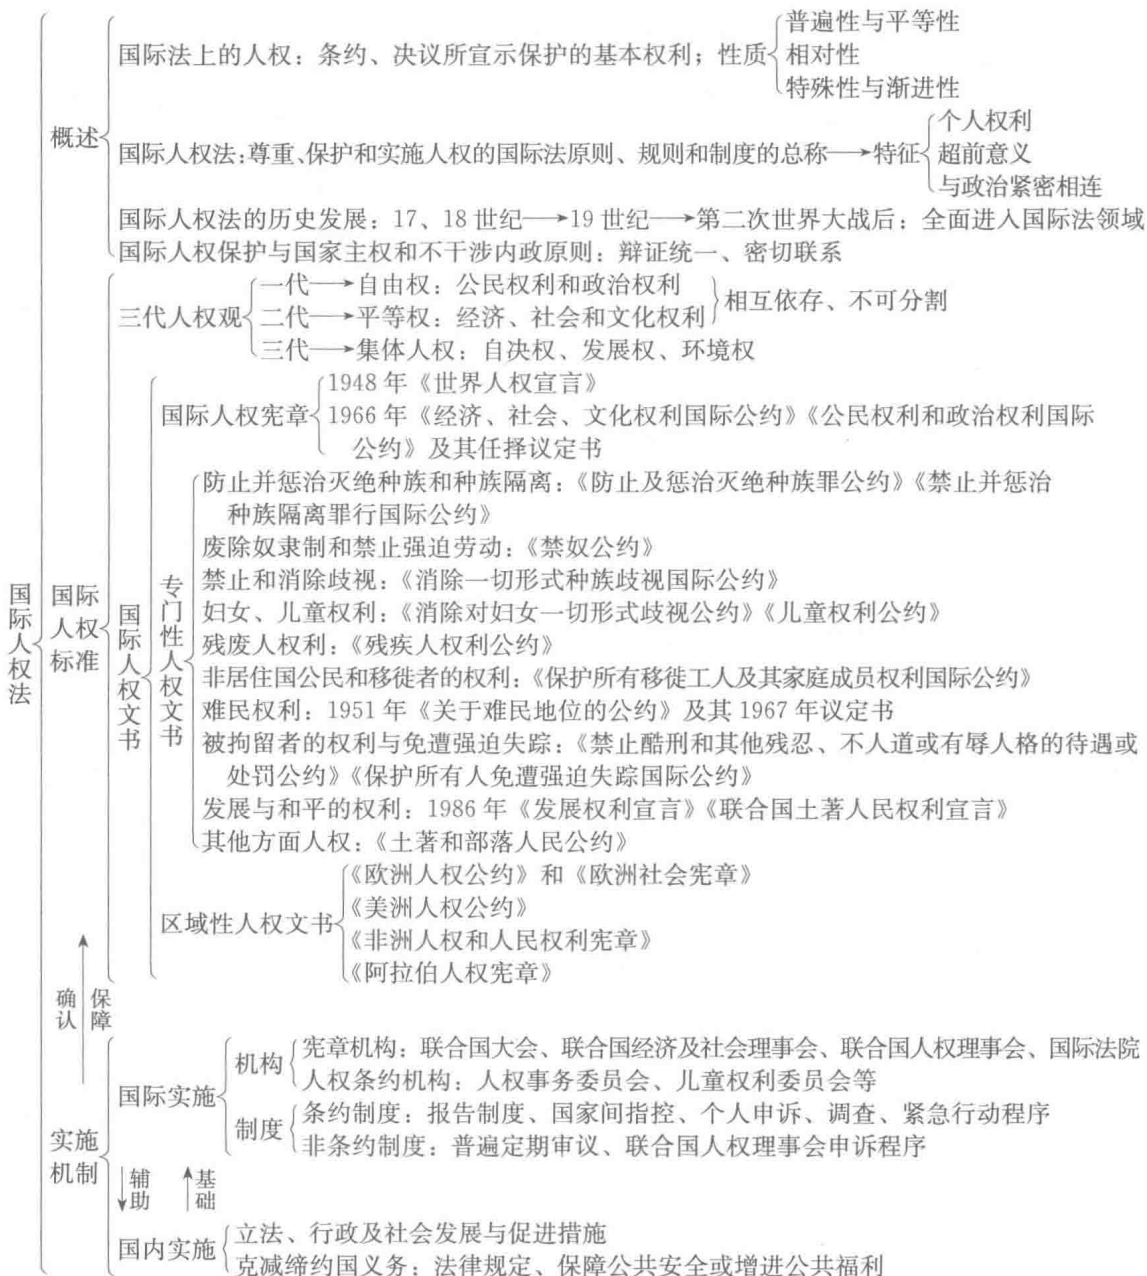 普遍性与平等性
国际法上的人权：条约、决议所宣示保护的基本权利；性质
相对性
特殊性与渐进性
概述
个人权利
国际人权法：尊重、保护和实施人权的国际法原则、规则和制度的总称→特征
超前意义
与政治紧密相连
国际人权法的历史发展：17、18世纪→19世纪→第二次世界大战后：全面进入国际法领域
国际人权保护与国家主权和不干涉内政原则：辩证统一、密切联系
三代人权观
一代→自由权：公民权利和政治权利
二代→平等权：经济、社会和文化权利
相互依存、不可分割
三代→集体人权：自决权、发展权、环境权
国际人权宪章
1948年《世界人权宣言》
1966年《经济、社会、文化权利国际公约》《公民权利和政治权利国际
公约》及其任择议定书
国际人权法
国际
人权
标准
国际人权文书
专门性人权文书
防止并惩治灭绝种族和种族隔离：《防止及惩治灭绝种族罪公约》《禁止并惩治
种族隔离罪行国际公约》
废除奴隶制和禁止强迫劳动：《禁奴公约》
禁止和消除歧视：《消除一切形式种族歧视国际公约》
妇女、儿童权利：《消除对妇女一切形式歧视公约》《儿童权利公约》
残废人权利：《残疾人权利公约》
非居住国公民和移徙者的权利：《保护所有移徙工人及其家庭成员权利国际公约》
难民权利：1951年《关于难民地位的公约》及其1967年议定书
被拘留者的权利与免遭强迫失踪：《禁止酷刑和其他残忍、不人道或有辱人格的待遇或
处罚公约》《保护所有人免遭强迫失踪国际公约》
发展与和平的权利：1986年《发展权利宣言》《联合国土著人民权利宣言》
其他方面人权：《土著和部落人民公约》
区域性人权文书
《欧洲人权公约》和《欧洲社会宪章》
《美洲人权公约》
《非洲人权和人民权利宪章》
《阿拉伯人权宪章》
确认
保障
实施
机制
国际实施
机构
宪章机构：联合国大会、联合国经济及社会理事会、联合国人权理事会、国际法院
人权条约机构：人权事务委员会、儿童权利委员会等
制度
条约制度：报告制度、国家间指控、个人申诉、调查、紧急行动程序
非条约制度：普遍定期审议、联合国人权理事会申诉程序
辅助
基础
国内实施
立法、行政及社会发展与促进措施
克减缔约国义务：法律规定、保障公共安全或增进公共福利